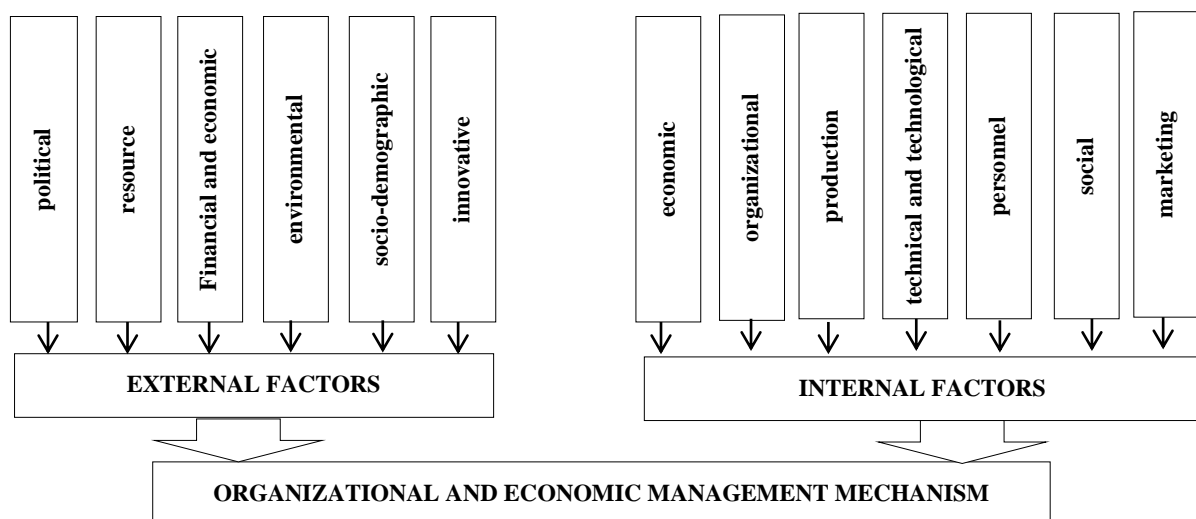 political
resource
Financial and economic
environmental
socio-demographic
innovative
economic
organizational
production
technical and technological
personnel
social
marketing
EXTERNAL FACTORS
INTERNAL FACTORS
ORGANIZATIONAL AND ECONOMIC MANAGEMENT MECHANISM